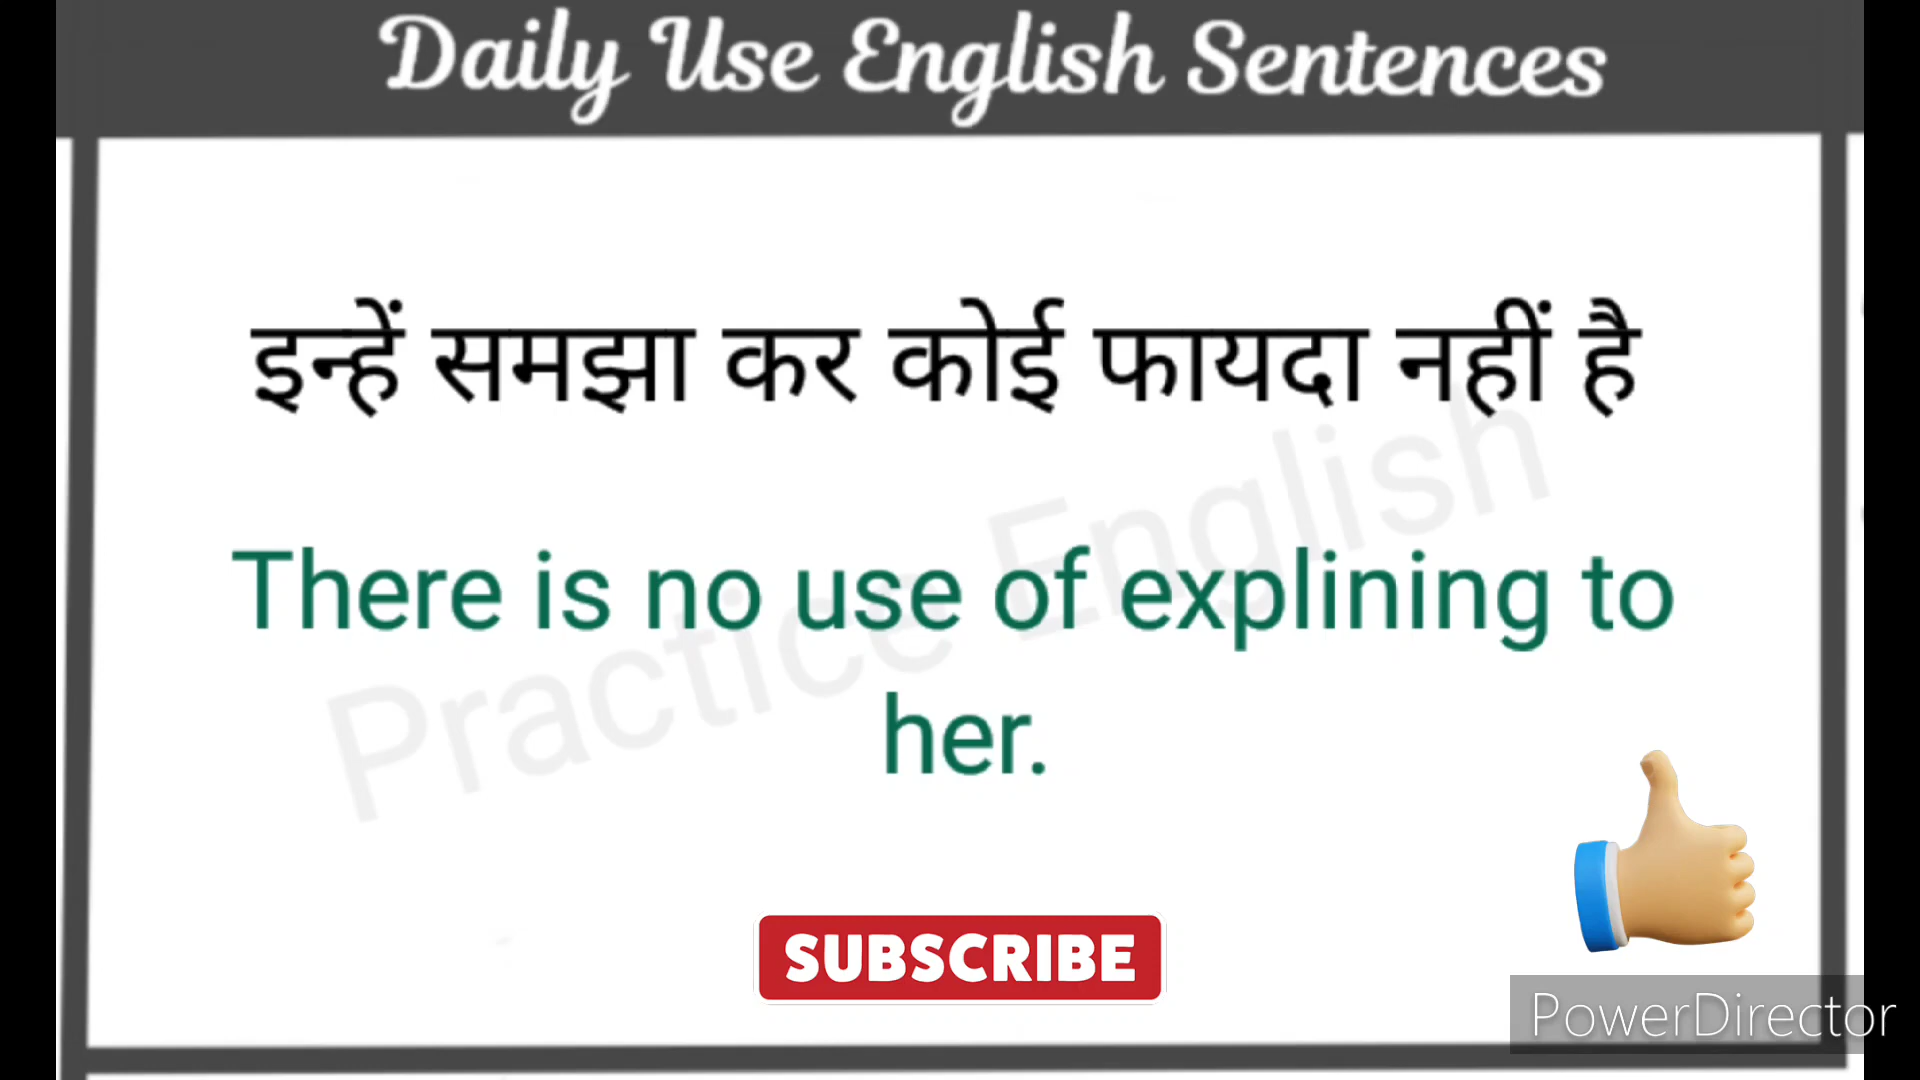 Daily Use English Sentences
इन्हें समझा कर कोई फायदा नहीं है
Practice English
There is no use of explining to
her.
SUBSCRIBE
PowerDirector